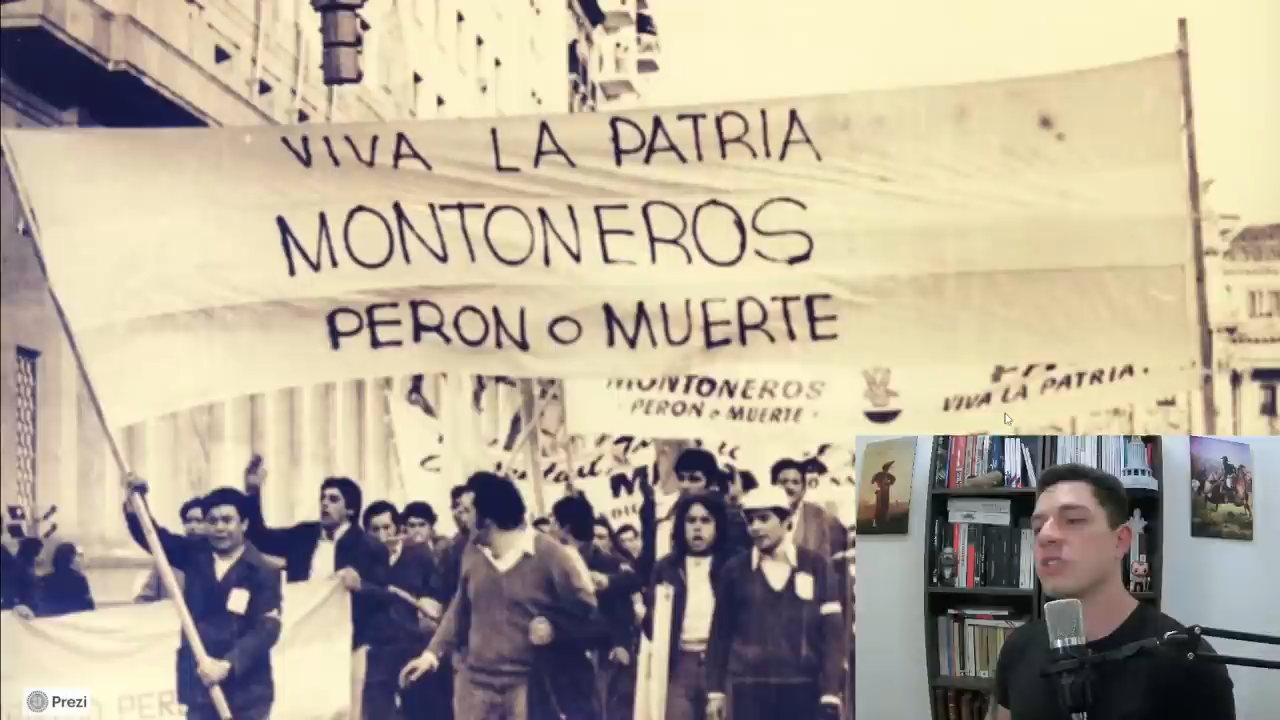 VIVA LA PATRIA
MONTONEROS
PERON o MUERTE
MONTONEROS
PERON o MUERTE
VIVA LA PATRIA
Prezi